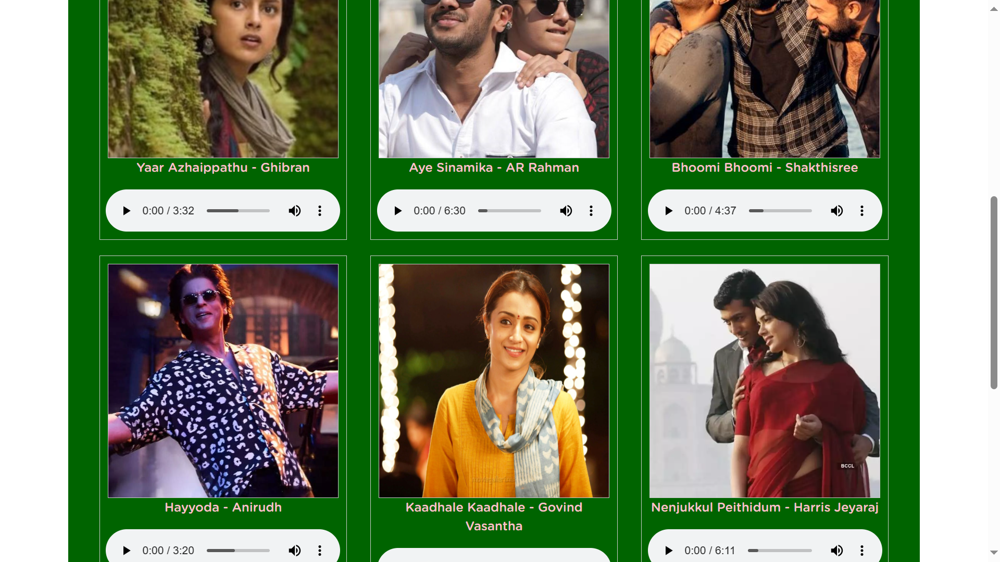 Yaar Azhaippathu - Ghibran
Aye Sinamika - AR Rahman
Bhoomi Bhoomi - Shakthisree
0:00 / 3:32
0:00 / 6:30
0:00 / 4:37
BCCL
Hayyoda - Anirudh
Kaadhale Kaadhale - Govind
Vasantha
Nenjukkul Peithidum - Harris Jeyaraj
0:00 / 3:20
0:00 / 6:11